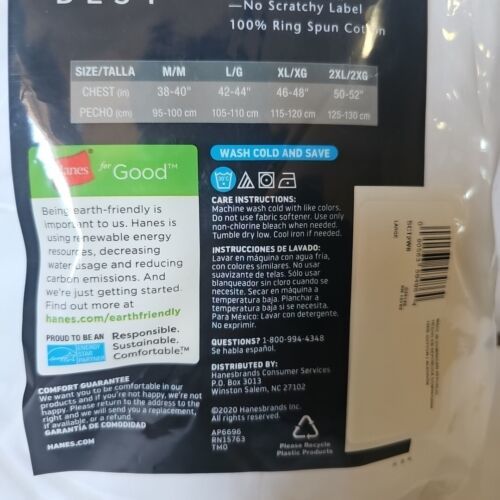 BEST
—No Scratchy Label
100% Ring Spun Cotton
SIZE/TALLA M/M L/G XL/XG 2XL/2XG
CHEST (in) 38-40" 42-44" 46-48" 50-52"
PECHO (cm) 95-100 cm 105-110 cm 115-120 cm 125-130 cm
Hanes for Good™
Being earth-friendly is
important to us. Hanes is
using renewable energy
resources, decreasing
water usage and reducing
carbon emissions. And
we're just getting started.
Find out more at
hanes.com/earthfriendly
PROUD TO BE AN
ENERGY
STAR
PARTNER
Responsible.
Sustainable.
Comfortable.™
COMFORT GUARANTEE
We want you to be comfortable in our
products and if you're not happy, we're not
happy. Please return to the address to the
right and we will send you a replacement,
if available, or a refund.
GARANTÍA DE COMODIDAD
HANES.COM
WASH COLD AND SAVE
30°C
CARE INSTRUCTIONS:
Machine wash cold with like colors.
Do not use fabric softener. Use only
non-chlorine bleach when needed.
Tumble dry low. Cool iron if needed.
INSTRUCCIONES DE LAVADO:
Lavar en máquina con agua fría,
con colores similares. No usar
suavizante de telas. Sólo usar
blanqueador sin cloro cuando se
necesite. Secar en máquina a
temperatura baja. Planchar a
temperatura baja si se necesita.
Para México: Lavar con detergente.
No exprimir.
QUESTIONS? 1-800-994-4348
Se habla español.
DISTRIBUTED BY:
Hanesbrands Consumer Services
P.O. Box 3013
Winston Salem, NC 27102
©2020 Hanesbrands Inc.
All rights reserved.
AP6696
RN15763
TMO
Please Recycle
Plastic Products
LARGE